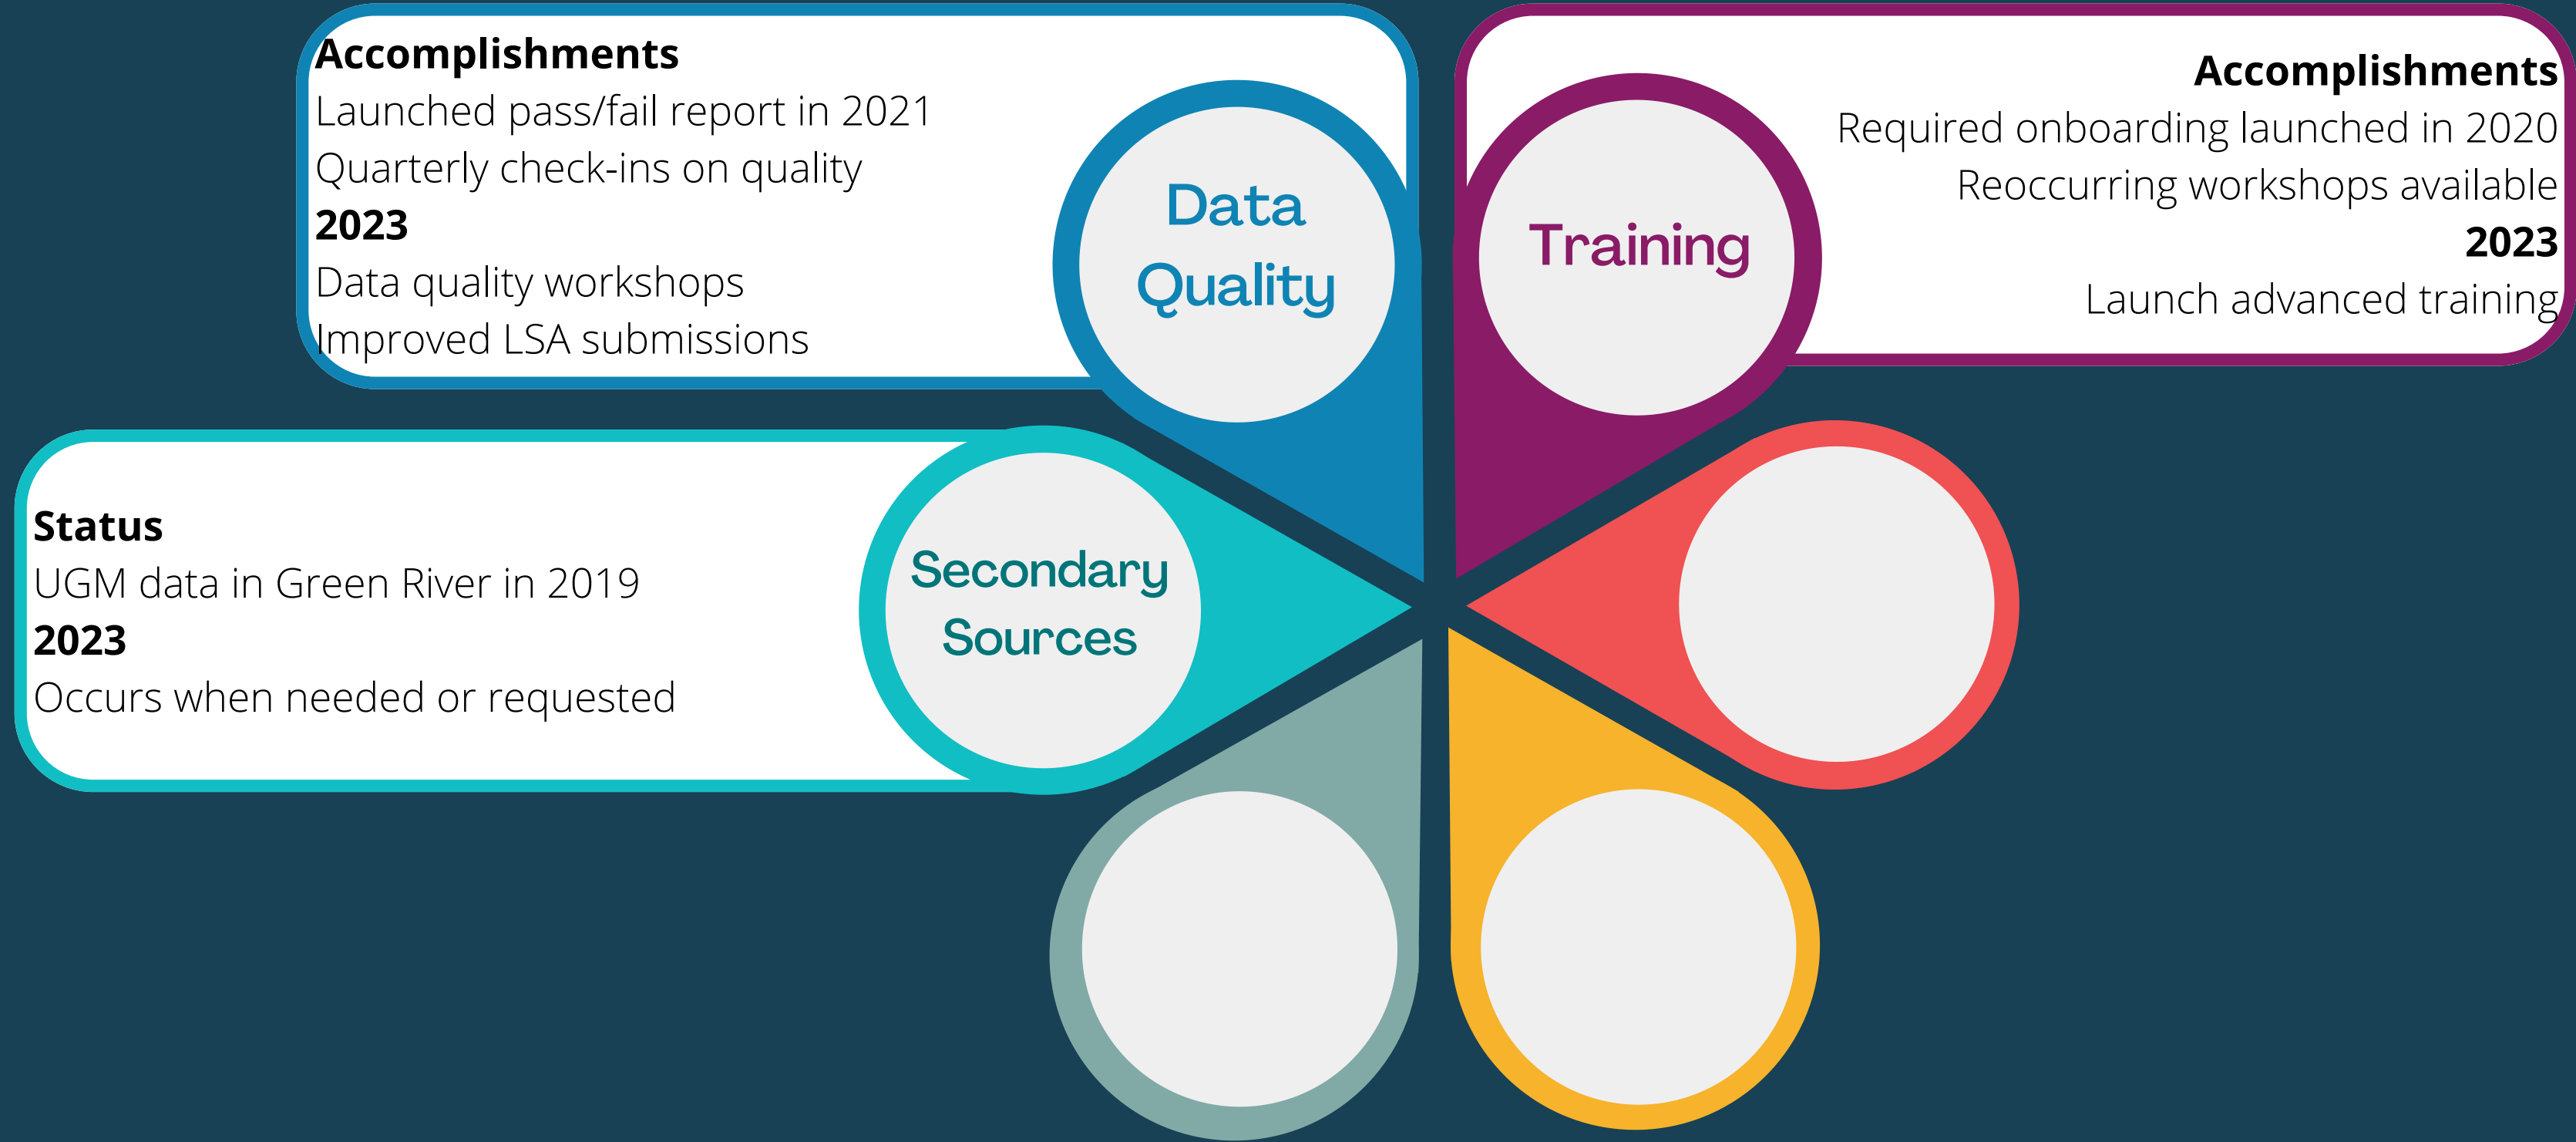 Accomplishments
Launched pass/fail report in 2021
Quarterly check-ins on quality
2023
Data quality workshops
Improved LSA submissions
Data
Quality
Training
Accomplishments
Required onboarding launched in 2020
Reoccurring workshops available
2023
Launch advanced training
Status
UGM data in Green River in 2019
2023
Occurs when needed or requested
Secondary
Sources